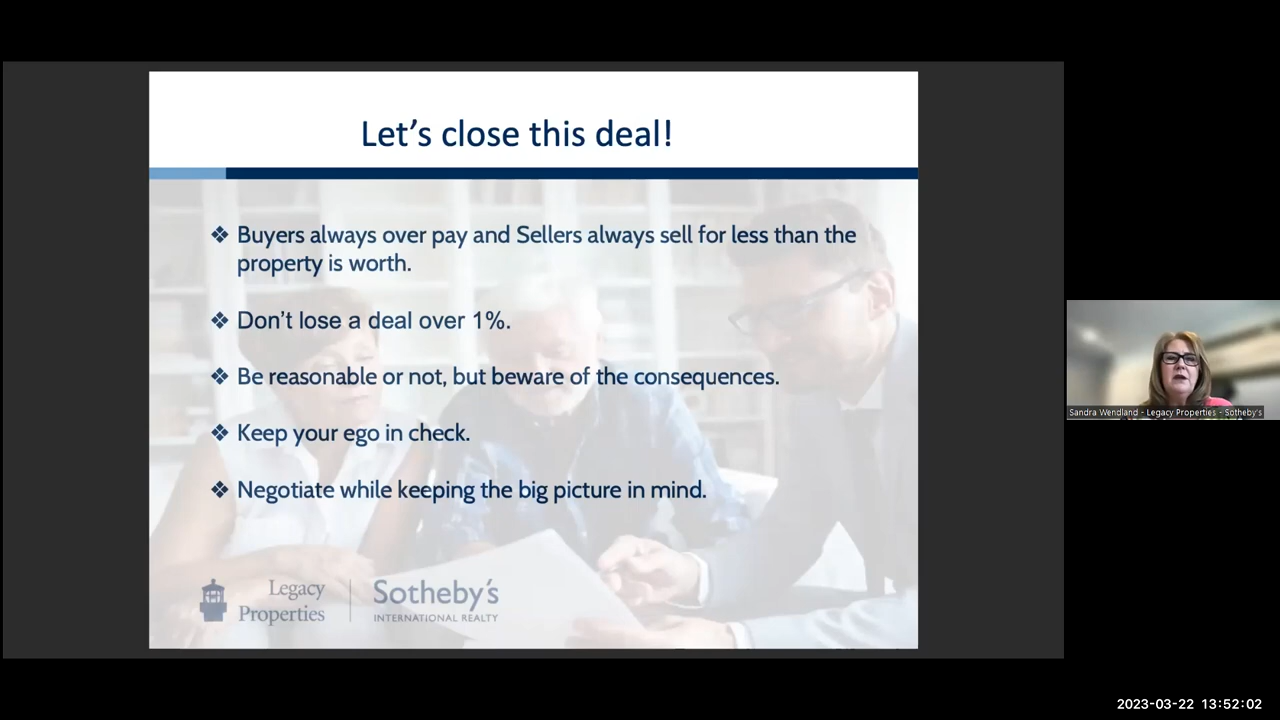 Let's close this deal!
❖ Buyers always over pay and Sellers always sell for less than the
property is worth.
❖ Don't lose a deal over 1%.
❖ Be reasonable or not, but beware of the consequences.
❖ Keep your ego in check.
❖ Negotiate while keeping the big picture in mind.
Legacy
Properties
Sotheby's
INTERNATIONAL REALTY
Sandra Wendland - Legacy Properties - Sotheby's
2023-03-22 13:52:02